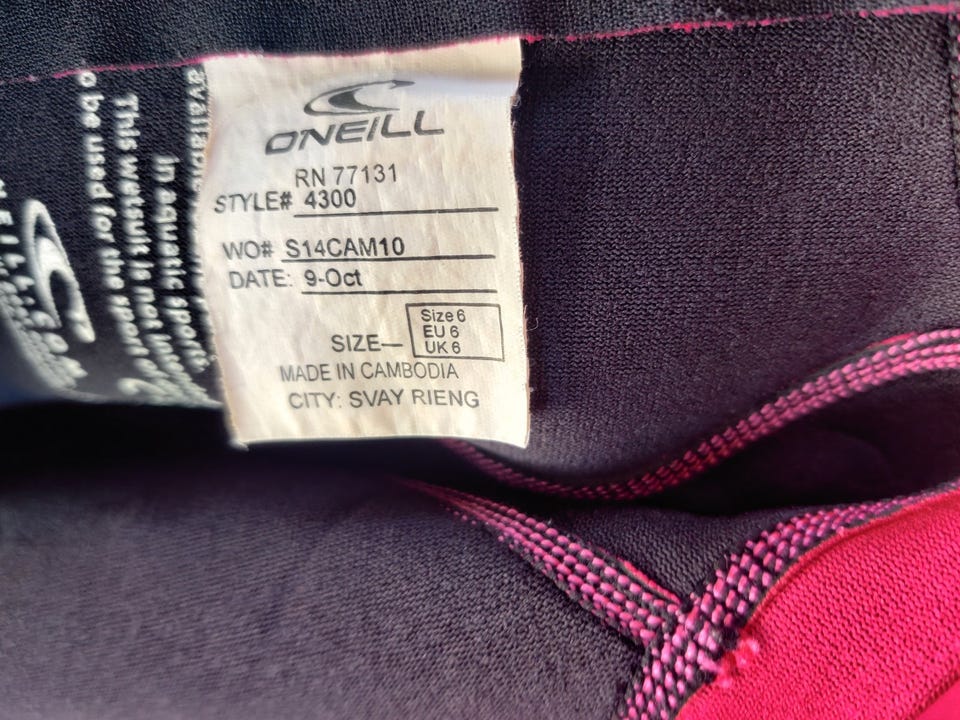 ONEILL
RN 77131
STYLE# 4300
WO# S14CAM10
DATE: 9-Oct
SIZE—
Size 6
EU 6
UK 6
MADE IN CAMBODIA
CITY: SVAY RIENG
in aquatic sports
This wetsuit is not
be used for the sport